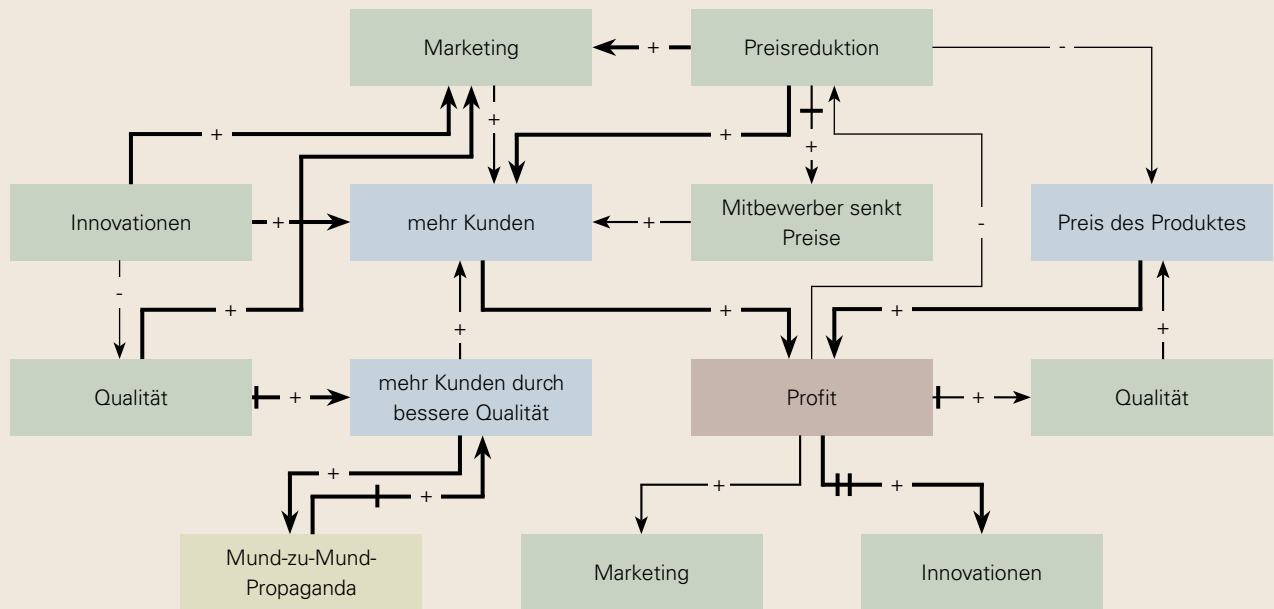 Marketing
+
Preisreduktion
-
+
+
+
+
Innovationen
+
mehr Kunden
+
Mitbewerber senkt
Preise
-
Preis des Produktes
-
+
+
+
+
+
Qualität
+
mehr Kunden durch
bessere Qualität
Profit
+
Qualität
+
+
+
+
Mund-zu-Mund-
Propaganda
Marketing
Innovationen